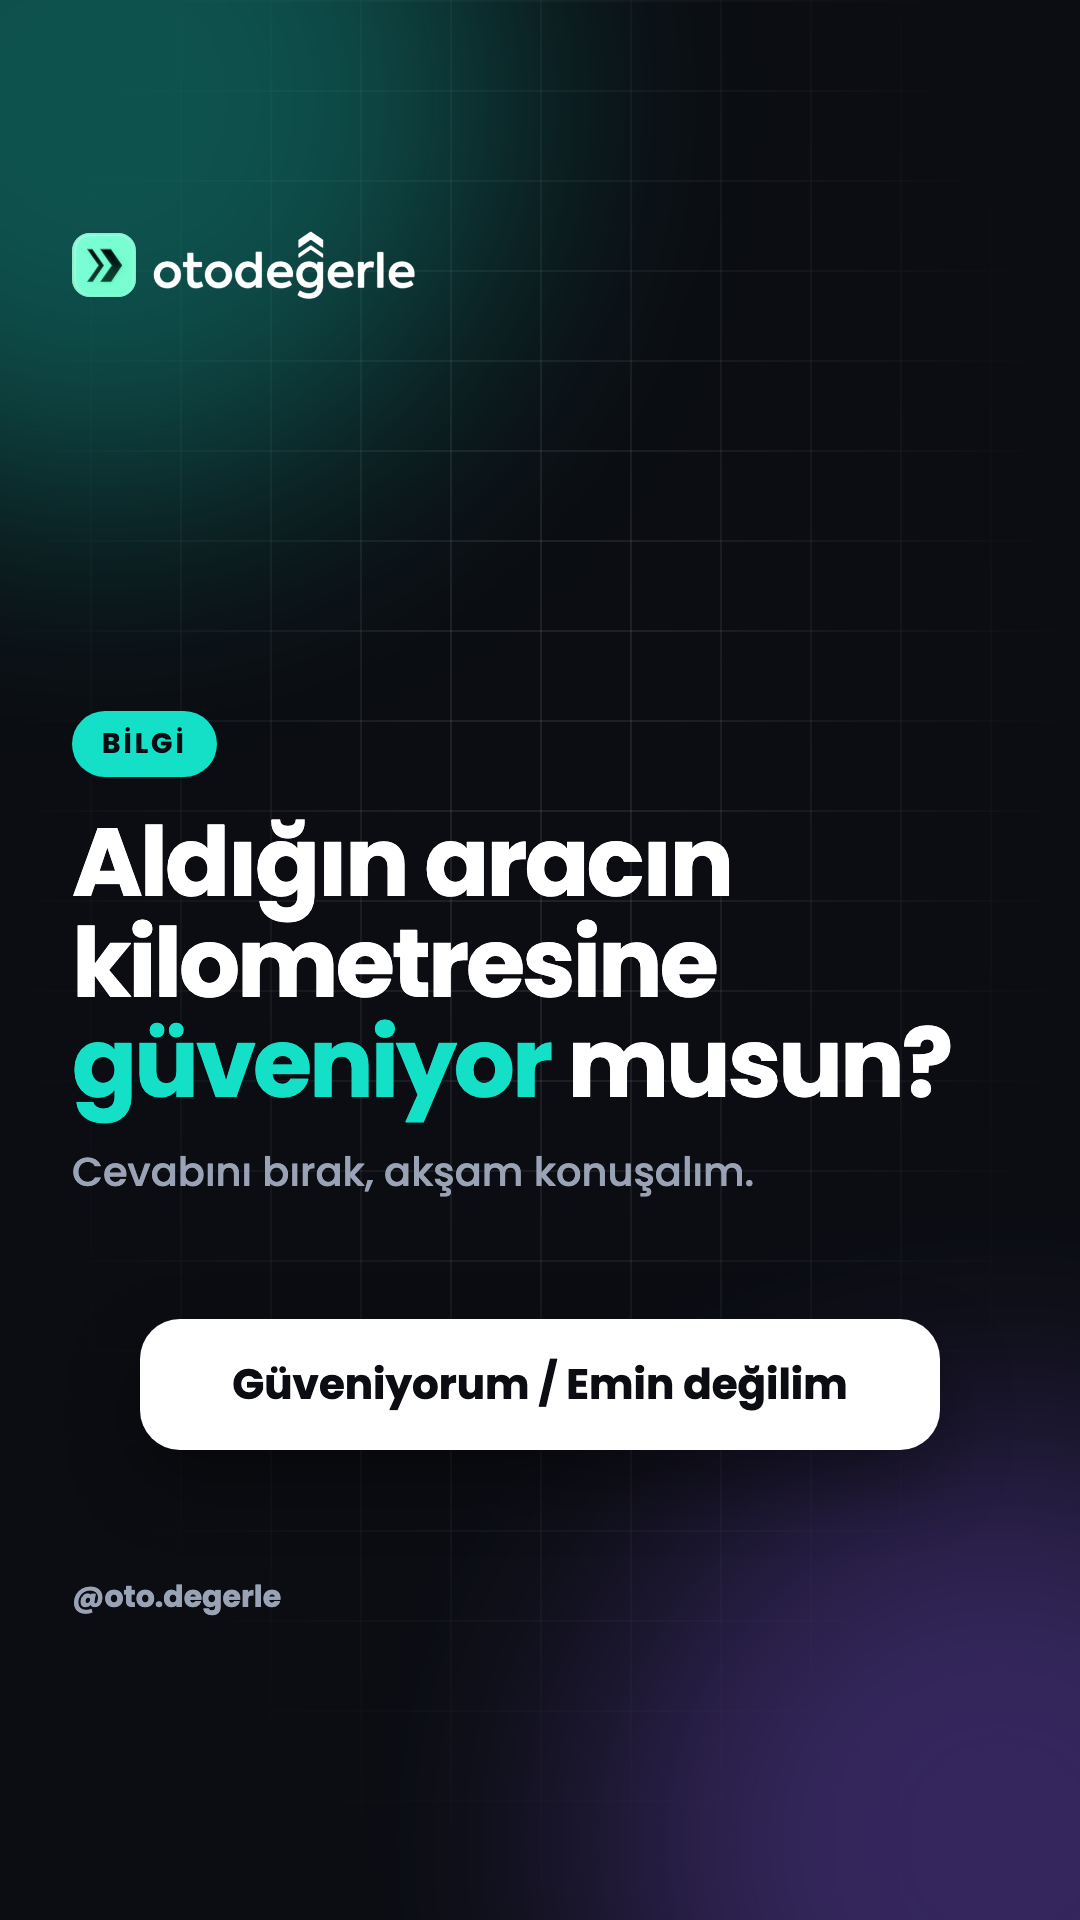 otodeğerle
BİLGİ
Aldığın aracın
kilometresine
güveniyor musun?
Cevabını bırak, akşam konuşalım.
Güveniyorum / Emin değilim
@oto.degerle